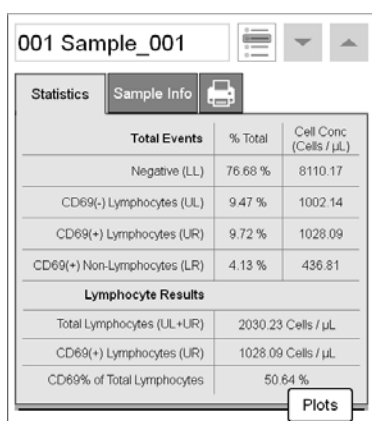 001 Sample_001
Statistics Sample Info
Total Events % Total Cell Conc (Cells / µL)
Negative (LL) 76.68 % 8110.17
CD69(-) Lymphocytes (UL) 9.47 % 1002.14
CD69(+) Lymphocytes (UR) 9.72 % 1028.09
CD69(+) Non-Lymphocytes (LR) 4.13 % 436.81
Lymphocyte Results
Total Lymphocytes (UL+UR) 2030.23 Cells / µL
CD69(+) Lymphocytes (UR) 1028.09 Cells / µL
CD69% of Total Lymphocytes 50.64 %
Plots